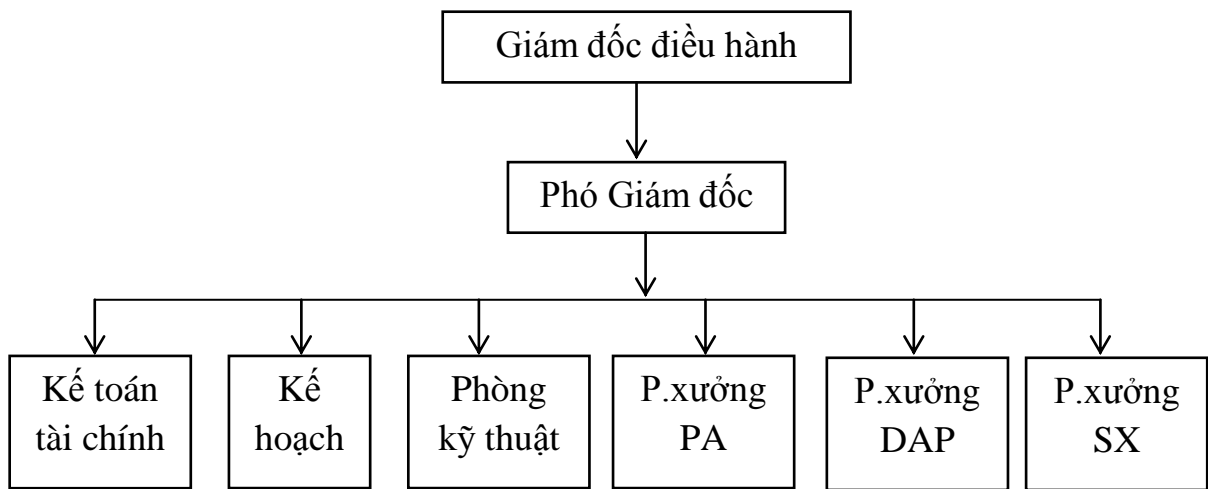 Giám đốc điều hành
Phó Giám đốc
Kế toán
tài chính
Kế
hoạch
Phòng
kỹ thuật
P.xưởng
PA
P.xưởng
DAP
P.xưởng
SX